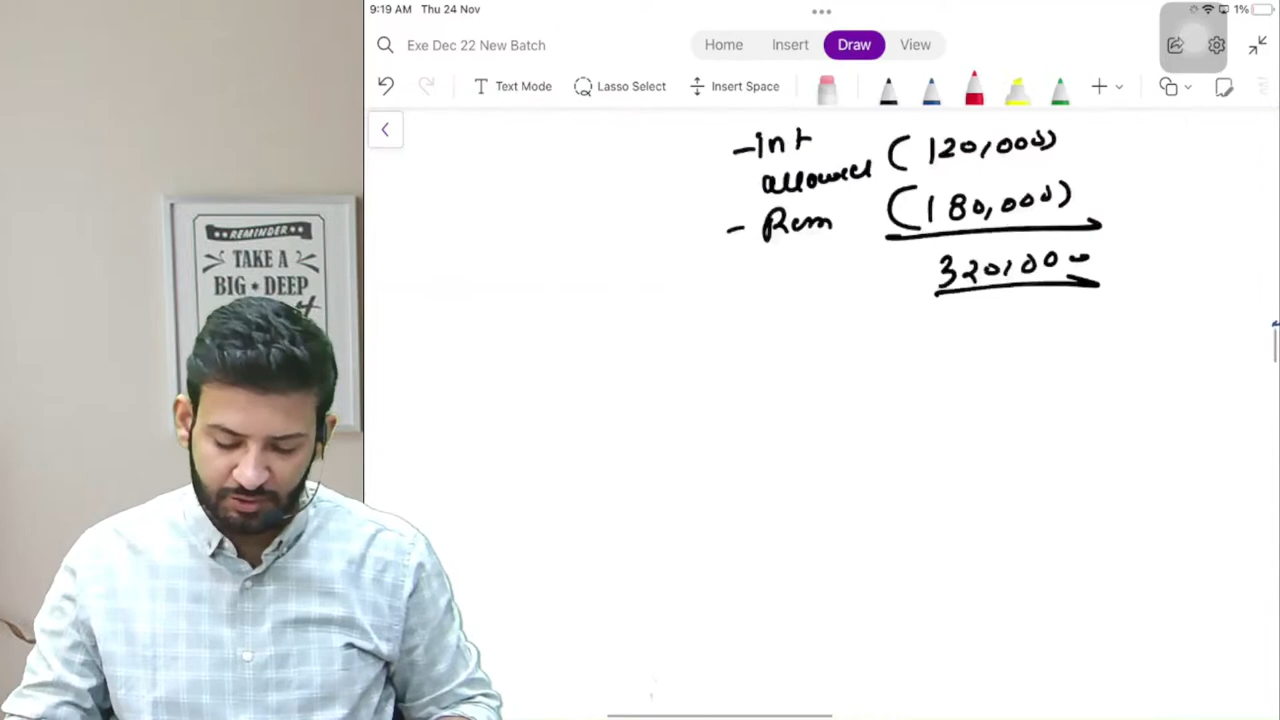 9:19 AM Thu 24 Nov
1%
Exe Dec 22 New Batch
Home Insert Draw View
Text Mode Lasso Select Insert Space
- Int allowed (120,000)
- Rem (180,000)
320,000
REMINDER
TAKE A
BIG • DEEP